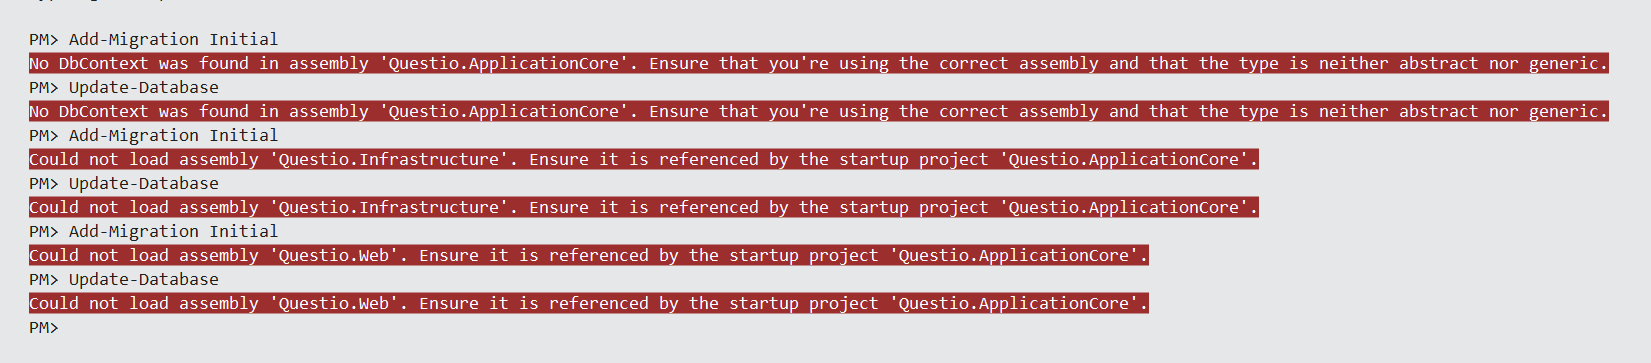 PM> Add-Migration Initial
No DbContext was found in assembly 'Questio.ApplicationCore'. Ensure that you're using the correct assembly and that the type is neither abstract nor generic.
PM> Update-Database
No DbContext was found in assembly 'Questio.ApplicationCore'. Ensure that you're using the correct assembly and that the type is neither abstract nor generic.
PM> Add-Migration Initial
Could not load assembly 'Questio.Infrastructure'. Ensure it is referenced by the startup project 'Questio.ApplicationCore'.
PM> Update-Database
Could not load assembly 'Questio.Infrastructure'. Ensure it is referenced by the startup project 'Questio.ApplicationCore'.
PM> Add-Migration Initial
Could not load assembly 'Questio.Web'. Ensure it is referenced by the startup project 'Questio.ApplicationCore'.
PM> Update-Database
Could not load assembly 'Questio.Web'. Ensure it is referenced by the startup project 'Questio.ApplicationCore'.
PM>